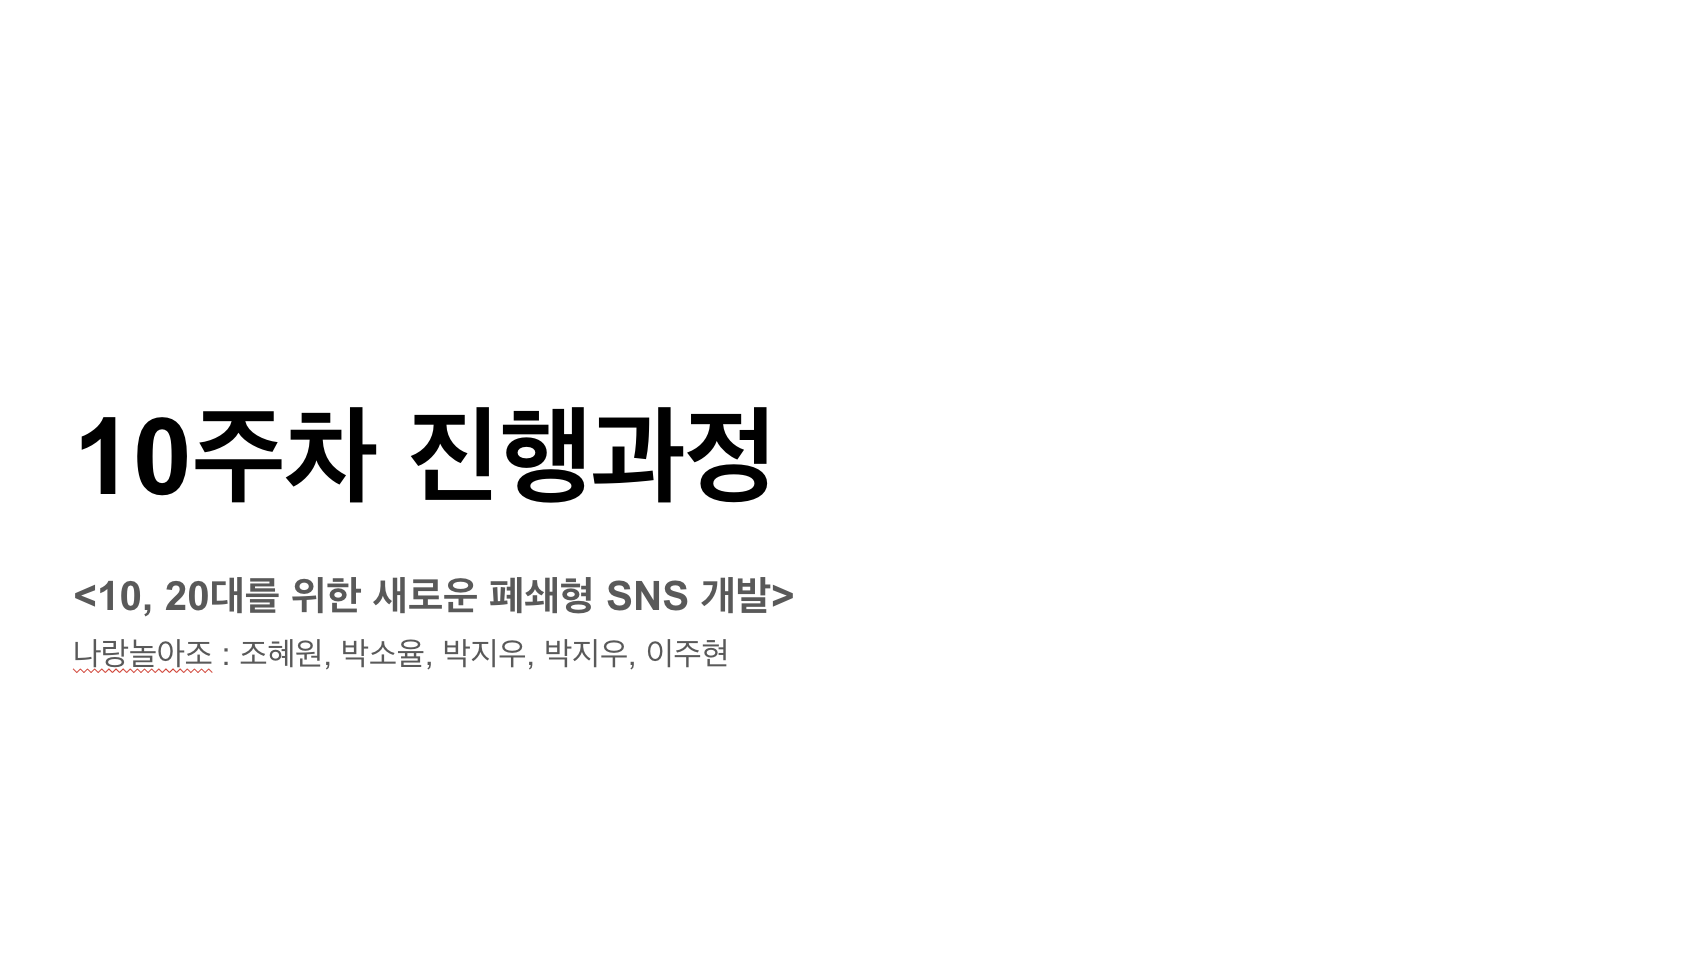 10주차 진행과정
<10, 20대를 위한 새로운 폐쇄형 SNS 개발>
나랑놀아조 : 조혜원, 박소율, 박지우, 박지우, 이주현